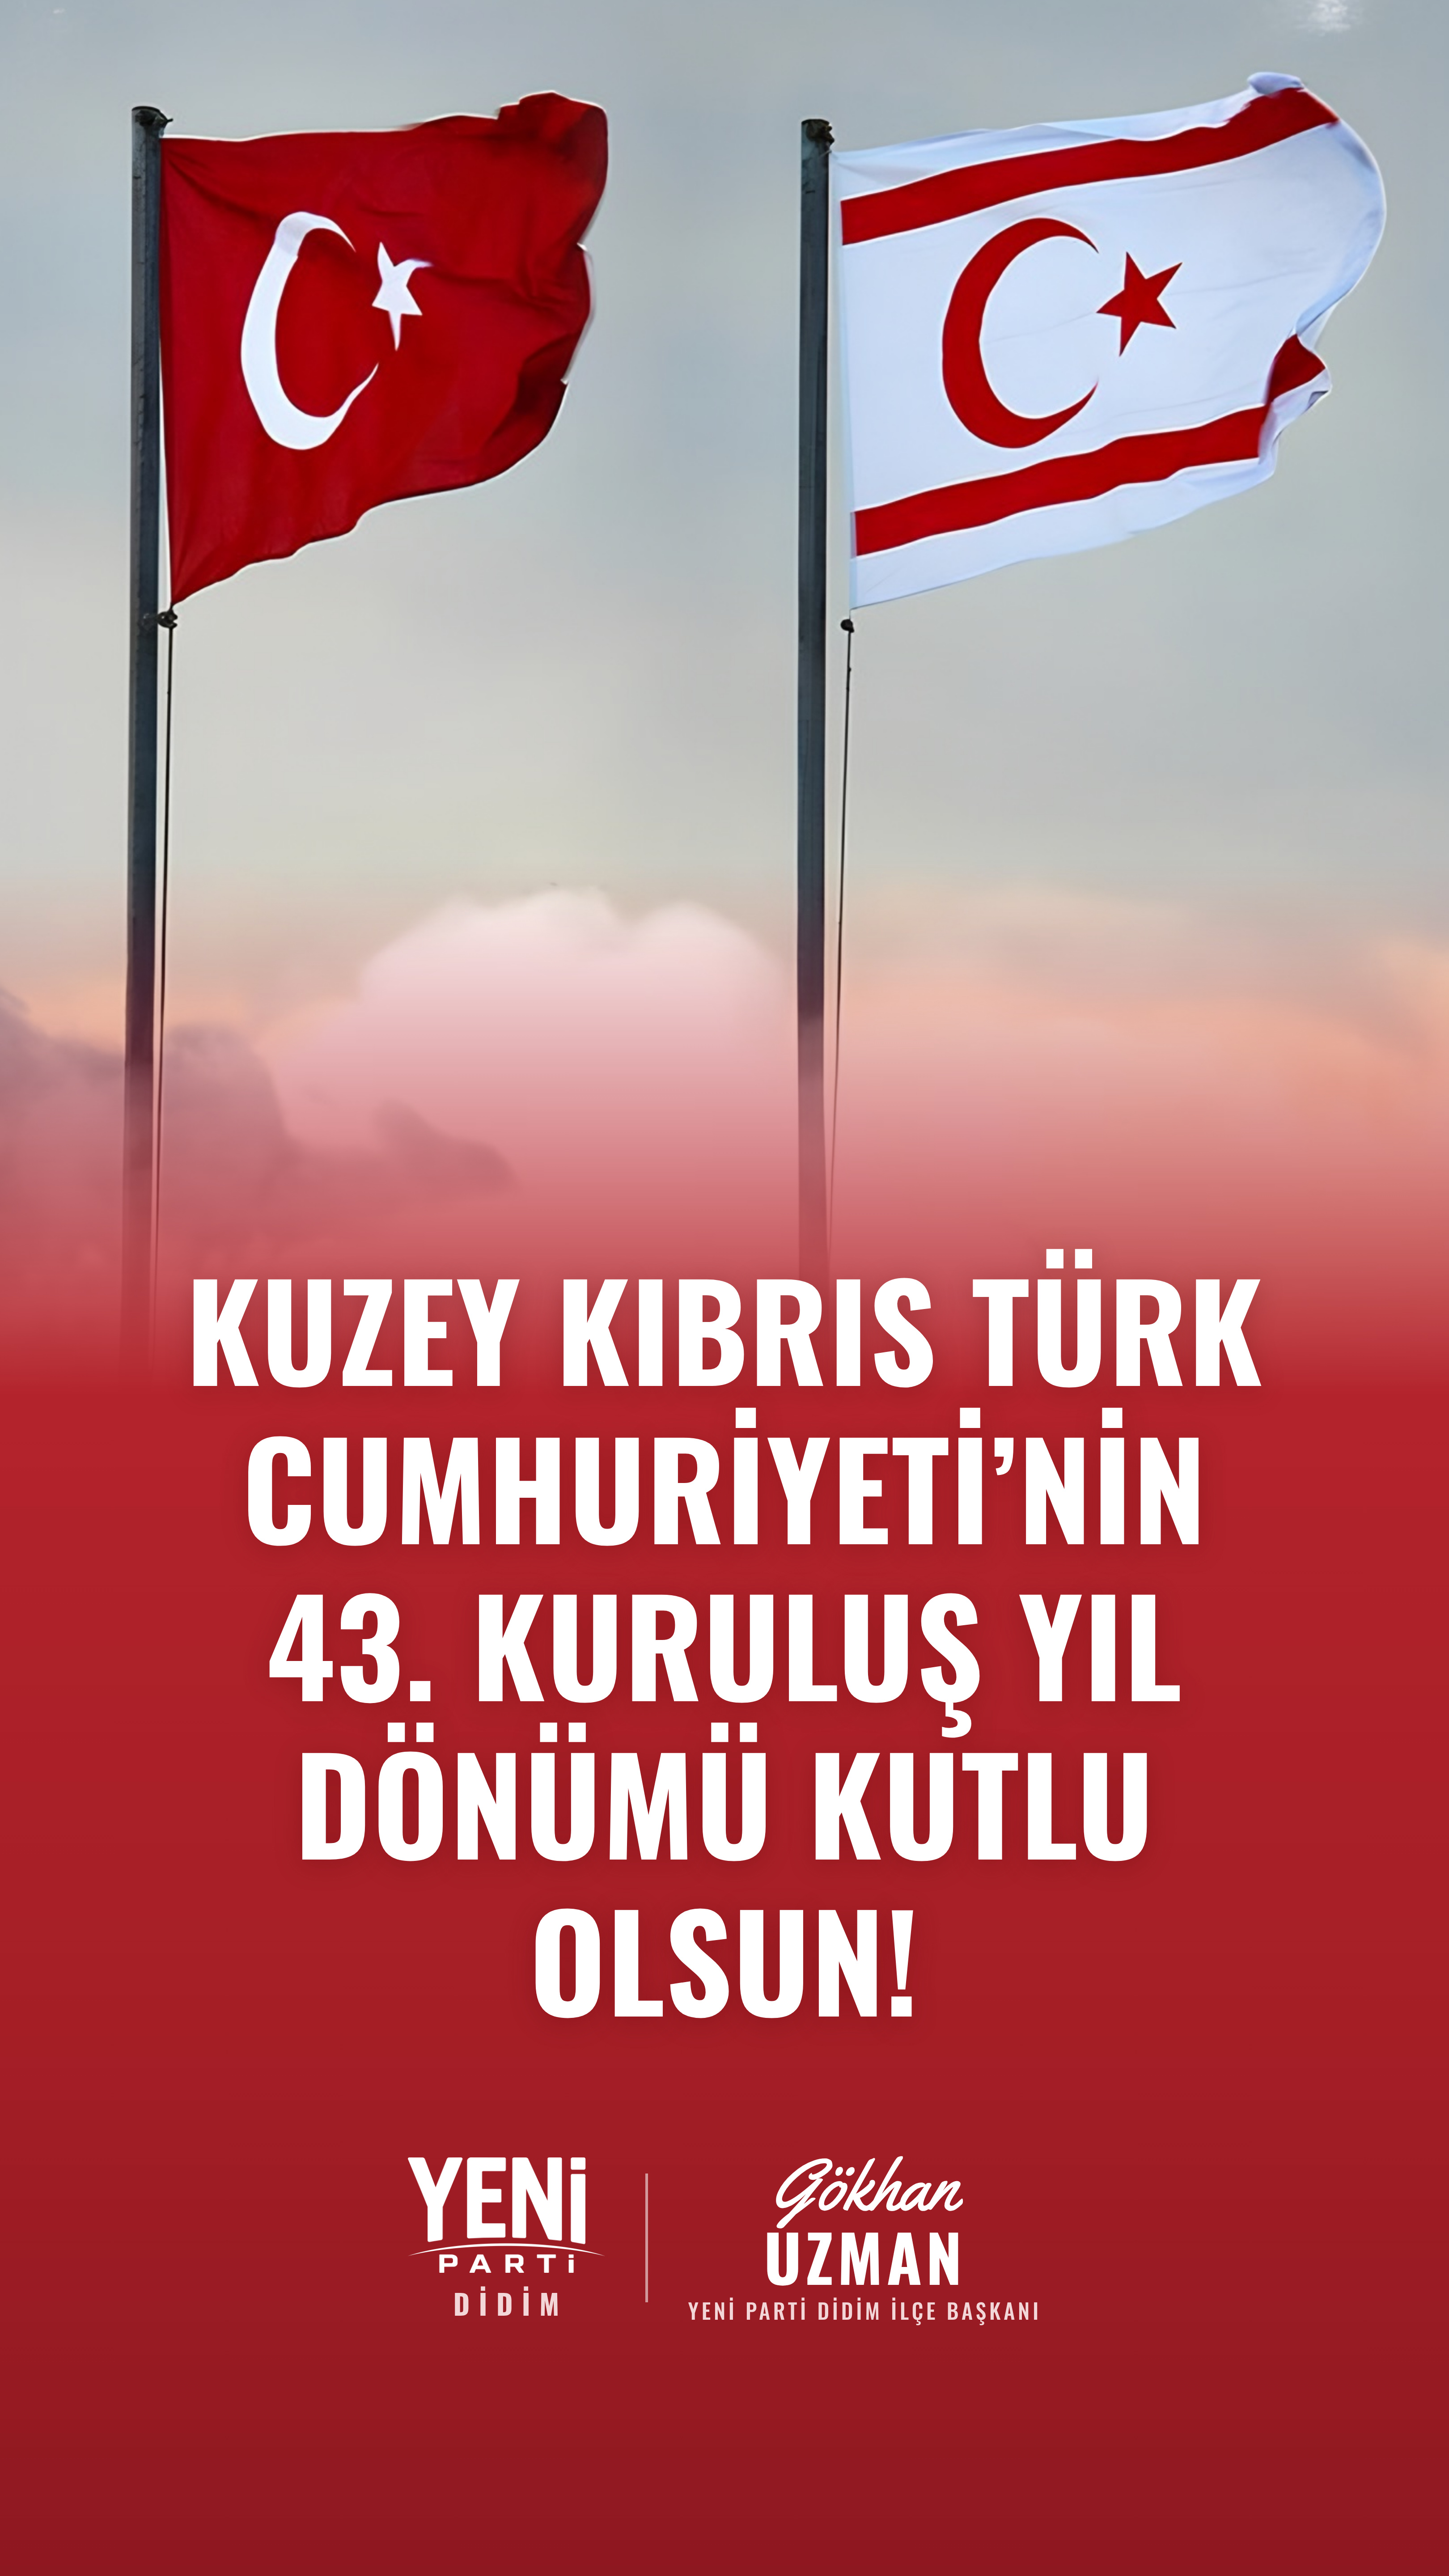 KUZEY KIBRIS TÜRK
CUMHURİYETİ’NİN
43. KURULUŞ YIL
DÖNÜMÜ KUTLU
OLSUN!
YENİ
PARTİ
DİDİM
Gökhan
UZMAN
YENİ PARTİ DİDİM İLÇE BAŞKANI